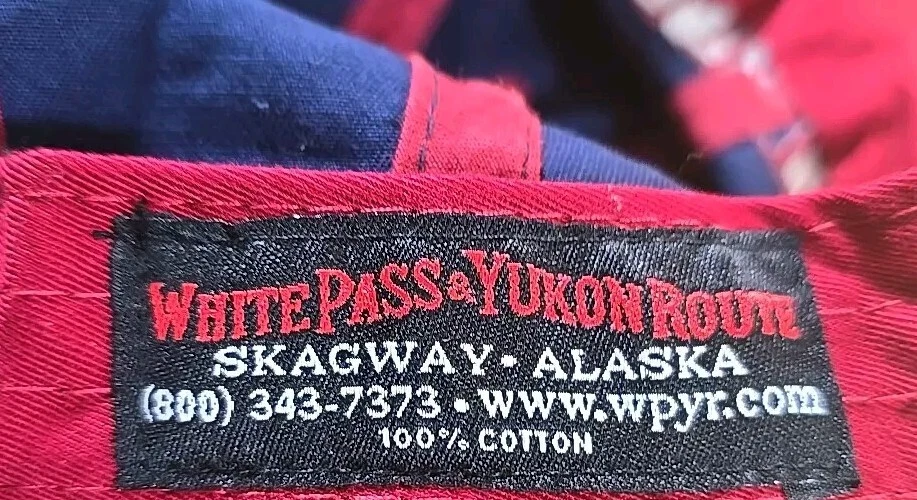 WHITE PASS & YUKON ROUTE
SKAGWAY • ALASKA
(800) 343-7373 • www.wpyr.com
100% COTTON